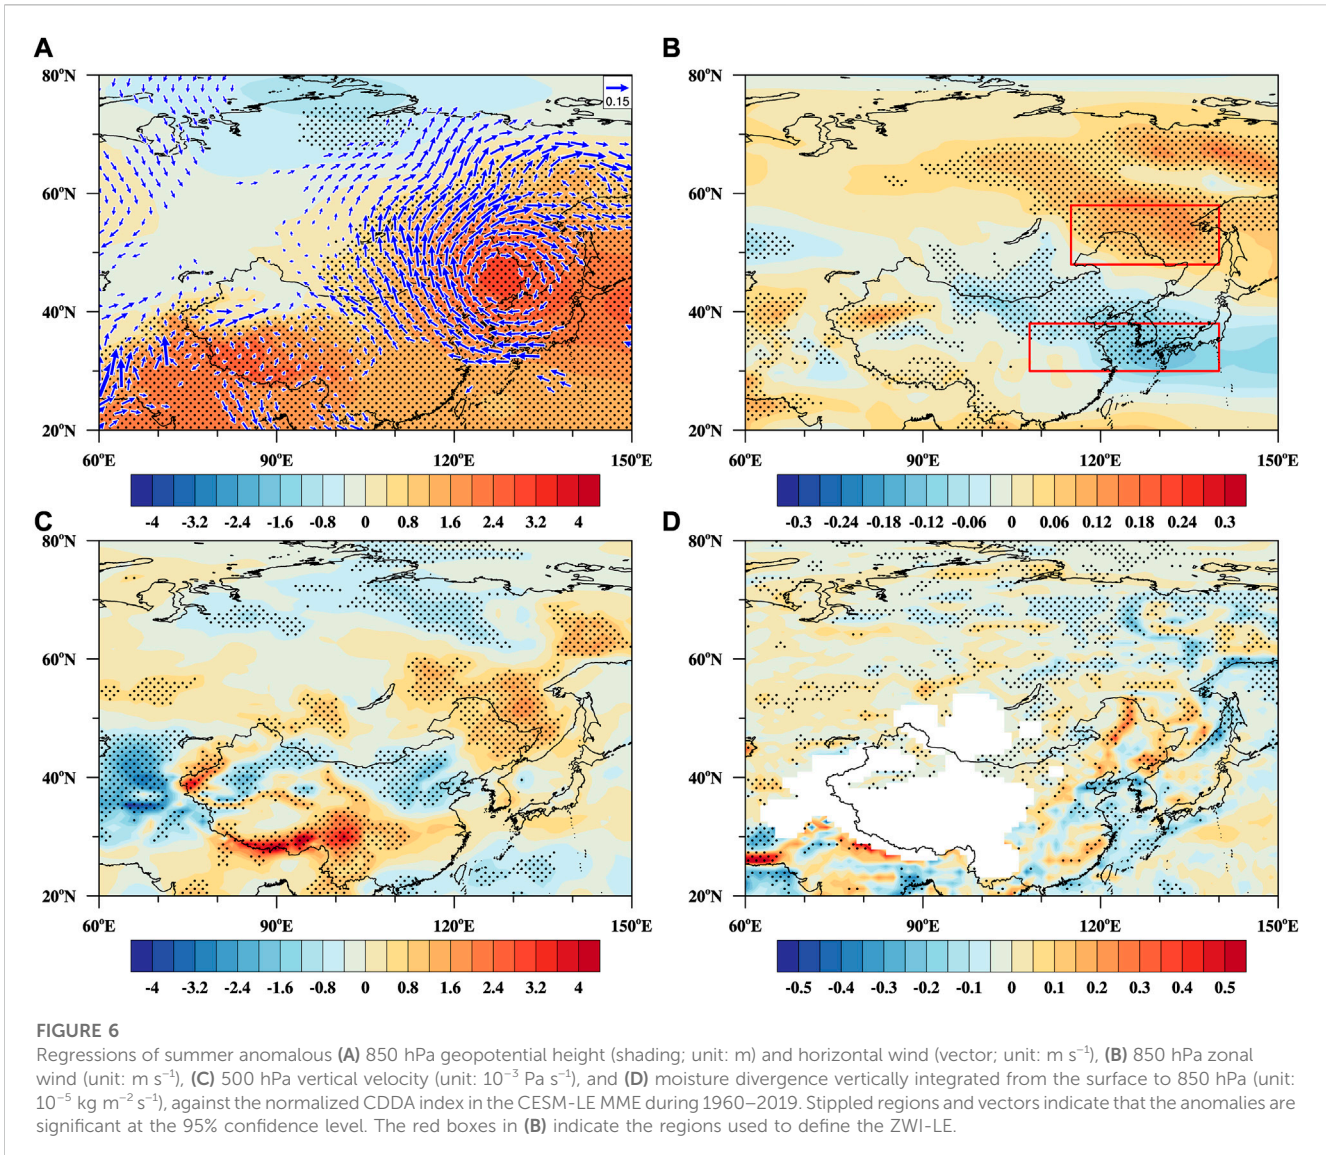 A
B
80°N
60°N
40°N
20°N
60°E
90°E
120°E
150°E
0.15
80°N
60°N
40°N
20°N
60°E
90°E
120°E
150°E
-4 -3.2 -2.4 -1.6 -0.8 0 0.8 1.6 2.4 3.2 4
-0.3 -0.24 -0.18 -0.12 -0.06 0 0.06 0.12 0.18 0.24 0.3
C
D
80°N
60°N
40°N
20°N
60°E
90°E
120°E
150°E
80°N
60°N
40°N
20°N
60°E
90°E
120°E
150°E
-4 -3.2 -2.4 -1.6 -0.8 0 0.8 1.6 2.4 3.2 4
-0.5 -0.4 -0.3 -0.2 -0.1 0 0.1 0.2 0.3 0.4 0.5
FIGURE 6
Regressions of summer anomalous (A) 850 hPa geopotential height (shading; unit: m) and horizontal wind (vector; unit: m s⁻¹), (B) 850 hPa zonal
wind (unit: m s⁻¹), (C) 500 hPa vertical velocity (unit: 10⁻³ Pa s⁻¹), and (D) moisture divergence vertically integrated from the surface to 850 hPa (unit:
10⁻⁵ kg m⁻² s⁻¹), against the normalized CDDA index in the CESM-LE MME during 1960–2019. Stippled regions and vectors indicate that the anomalies are
significant at the 95% confidence level. The red boxes in (B) indicate the regions used to define the ZWI-LE.